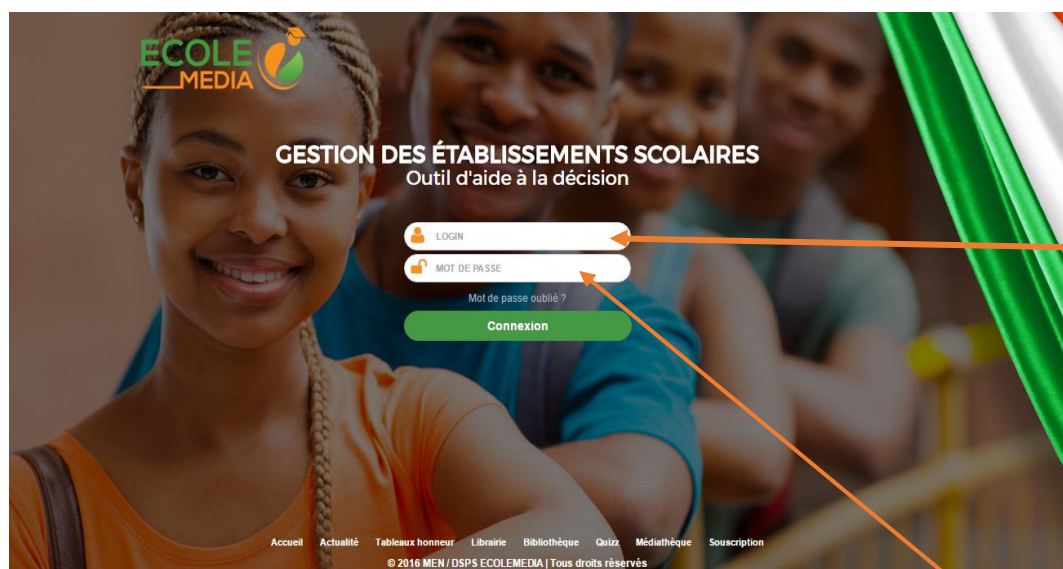 ECOLE
MEDIA
GESTION DES ÉTABLISSEMENTS SCOLAIRES
Outil d'aide à la décision
LOGIN
MOT DE PASSE
Mot de passe oublié ?
Connexion
Accueil Actualité Tableaux honneur Librairie Bibliothèque Quizz Médiathèque Souscription
© 2016 MEN / DSPS ECOLEMEDIA | Tous droits réservés